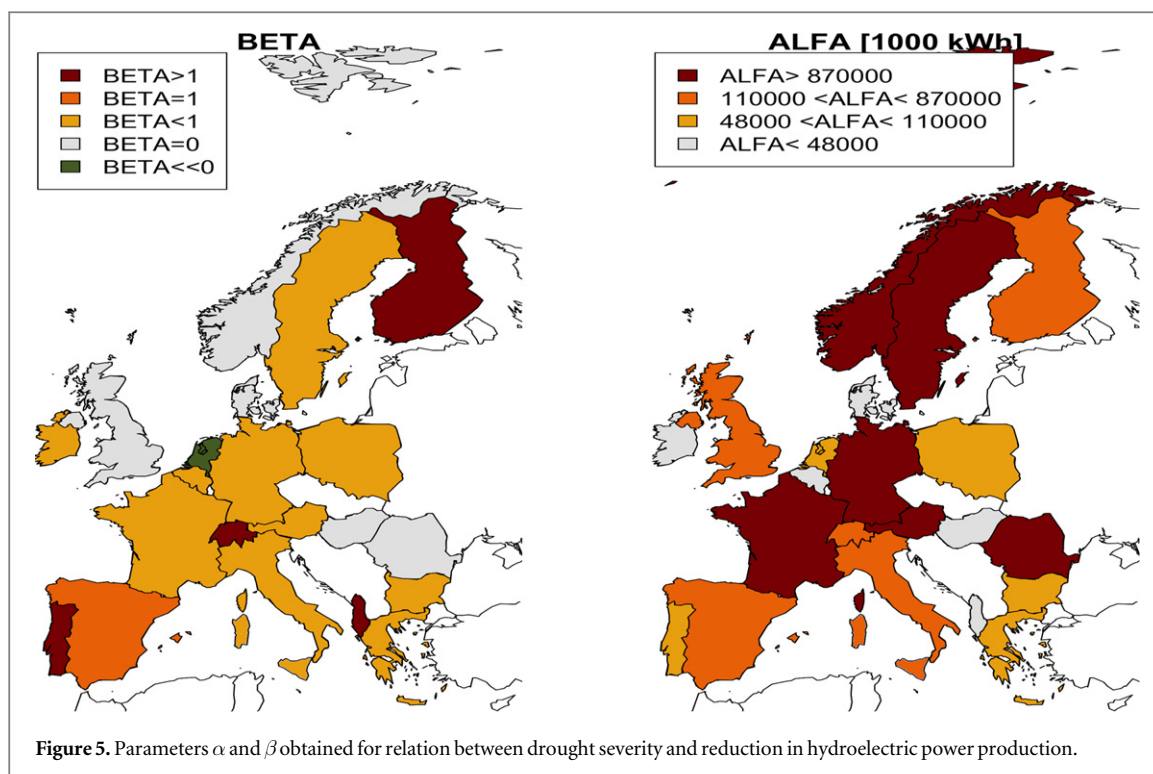 BETA
BETA>1
BETA=1
BETA<1
BETA=0
BETA<<0
ALFA [1000 kWh]
ALFA> 870000
110000 <ALFA< 870000
48000 <ALFA< 110000
ALFA< 48000
Figure 5. Parameters α and β obtained for relation between drought severity and reduction in hydroelectric power production.